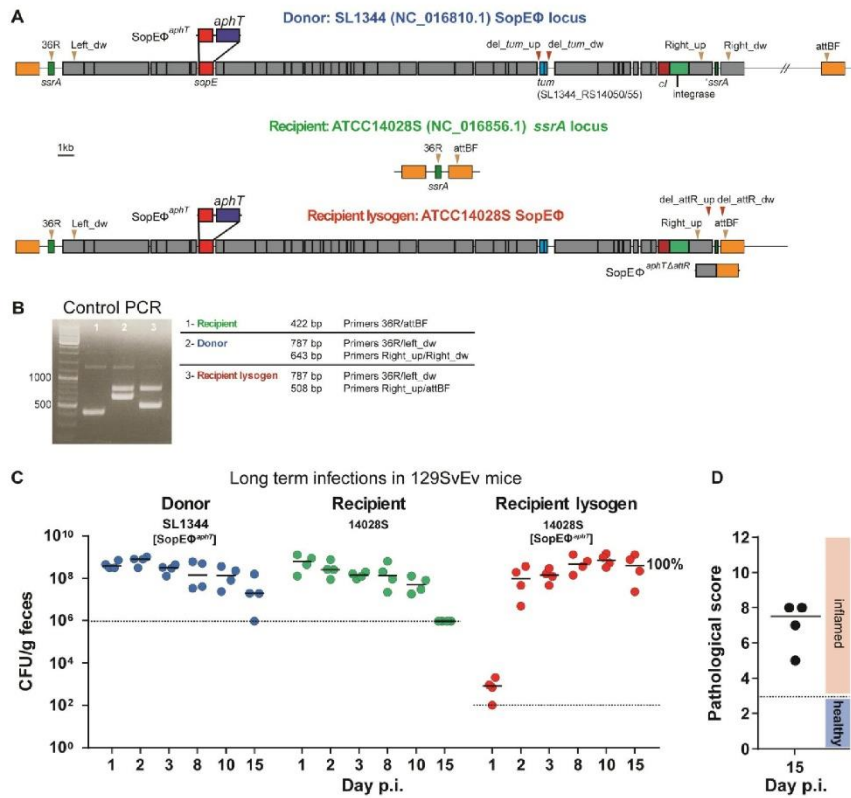 A
Donor: SL1344 (NC_016810.1) SopEΦ locus
aphT
SopEΦaphT
36R
Left_dw
del_tum_up
del_tum_dw
Right_up
Right_dw
attBF
ssrA
sopE
tum
(SL1344_RS14050/55)
cI
integrase
'ssrA
//
Recipient: ATCC14028S (NC_016856.1) ssrA locus
1kb
36R
attBF
ssrA
aphT
SopEΦaphT
Recipient lysogen: ATCC14028S SopEΦ
del_attR_up
del_attR_dw
36R
Left_dw
Right_up
attBF
SopEΦaphTΔattR
B
Control PCR
1 2 3
1000
500
1- Recipient 422 bp Primers 36R/attBF
2- Donor 787 bp Primers 36R/left_dw
643 bp Primers Right_up/Right_dw
3- Recipient lysogen 787 bp Primers 36R/left_dw
508 bp Primers Right_up/attBF
C
Long term infections in 129SvEv mice
Donor
SL1344
[SopEΦaphT]
Recipient
14028S
Recipient lysogen
14028S
[SopEΦaphT]
100%
CFU/g feces
10^10
10^8
10^6
10^4
10^2
10^0
1 2 3 8 10 15 1 2 3 8 10 15 1 2 3 8 10 15
Day p.i.
Day p.i.
Day p.i.
D
Pathological score
12
10
8
6
4
2
0
inflamed
healthy
15
Day p.i.